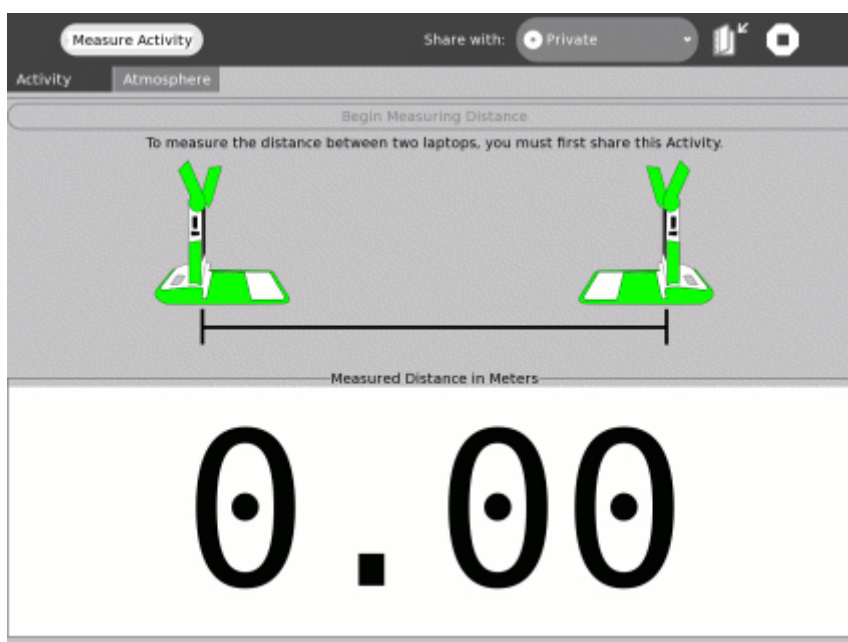 Measure Activity Share with: Private
Activity Atmosphere
Begin Measuring Distance
To measure the distance between two laptops, you must first share this Activity.
Measured Distance in Meters
0.00